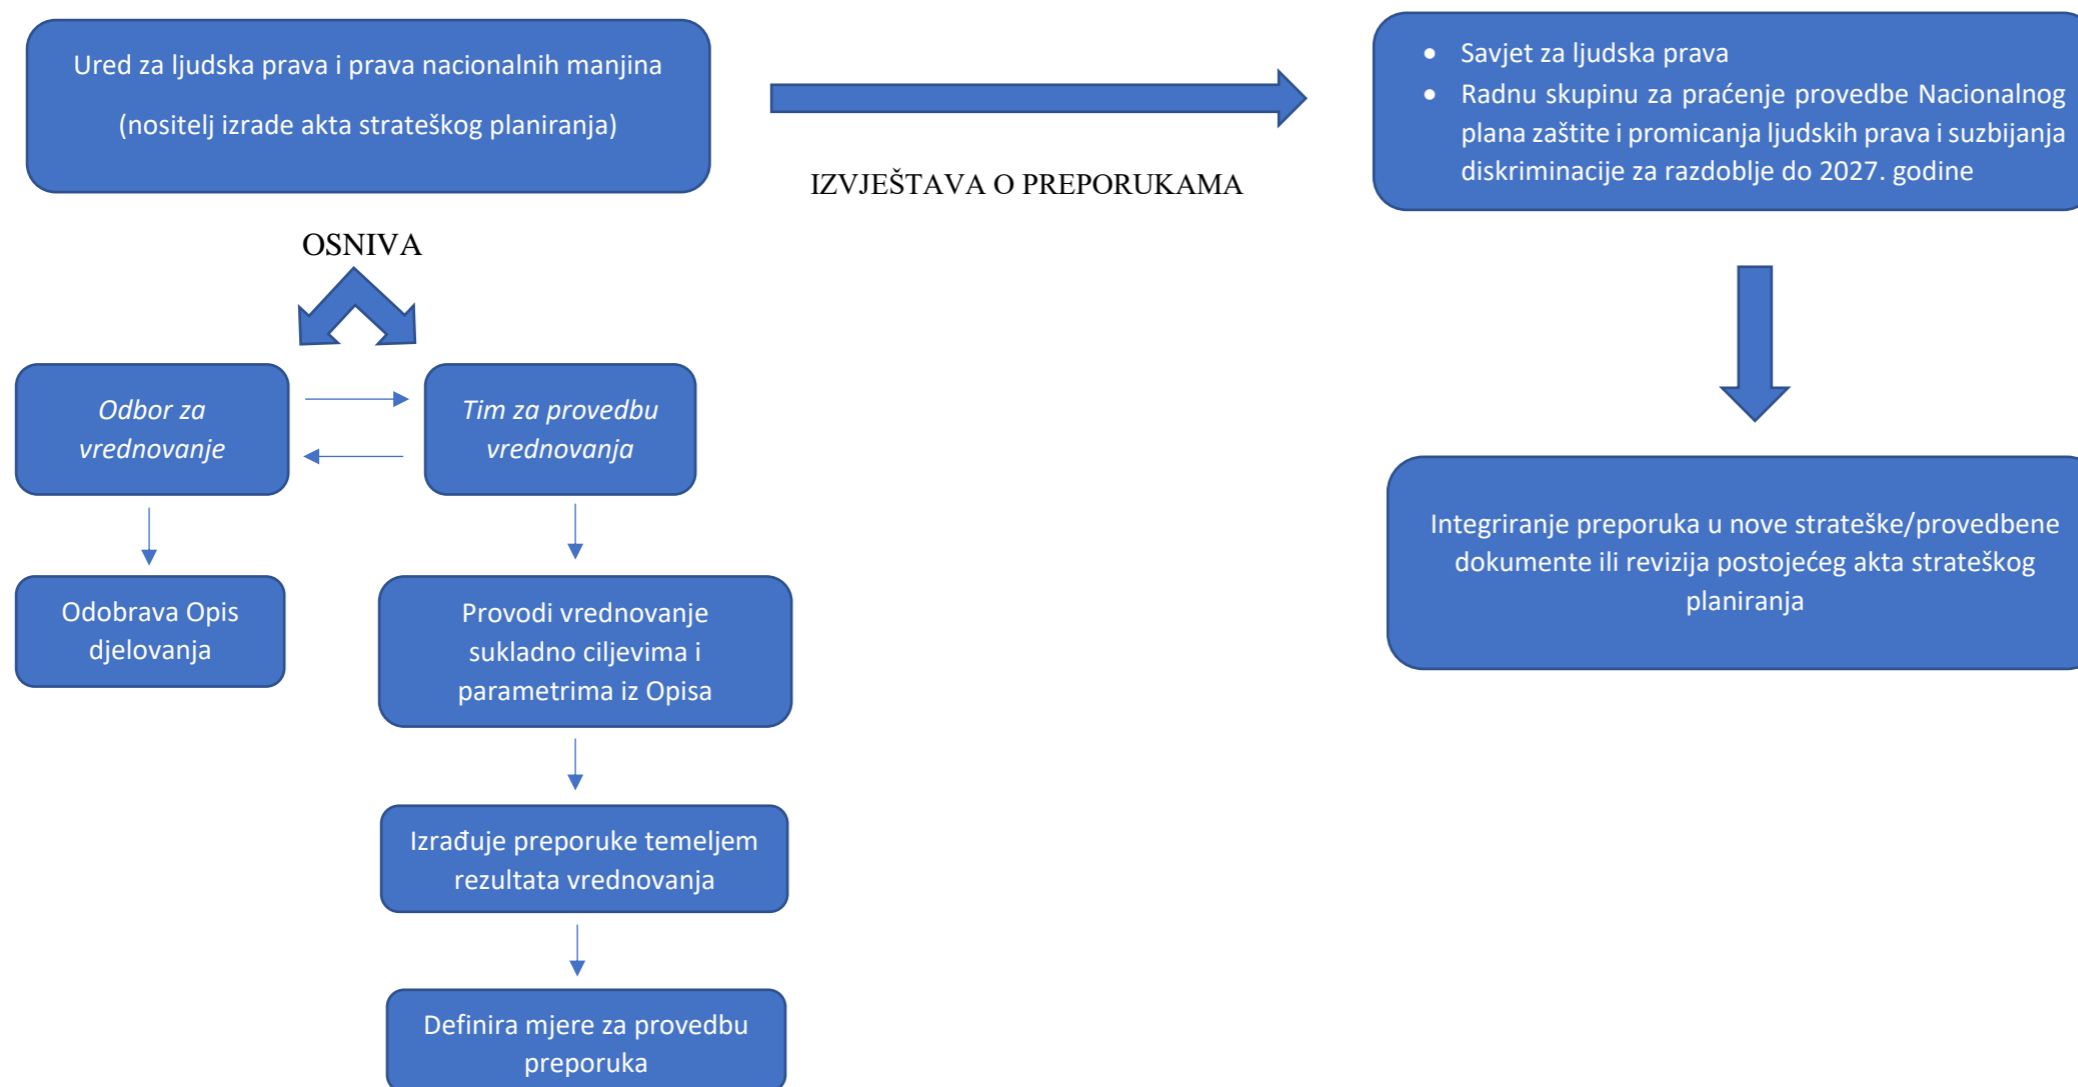 Ured za ljudska prava i prava nacionalnih manjina
(nositelj izrade akta strateškog planiranja)
IZVJEŠTAVA O PREPORUKAMA
• Savjet za ljudska prava
• Radnu skupinu za praćenje provedbe Nacionalnog
plana zaštite i promicanja ljudskih prava i suzbijanja
diskriminacije za razdoblje do 2027. godine
OSNIVA
Odbor za
vrednovanje
Tim za provedbu
vrednovanja
Integriranje preporuka u nove strateške/provedbene
dokumente ili revizija postojećeg akta strateškog
planiranja
Odobrava Opis
djelovanja
Provodi vrednovanje
sukladno ciljevima i
parametrima iz Opisa
Izrađuje preporuke temeljem
rezultata vrednovanja
Definira mjere za provedbu
preporuka